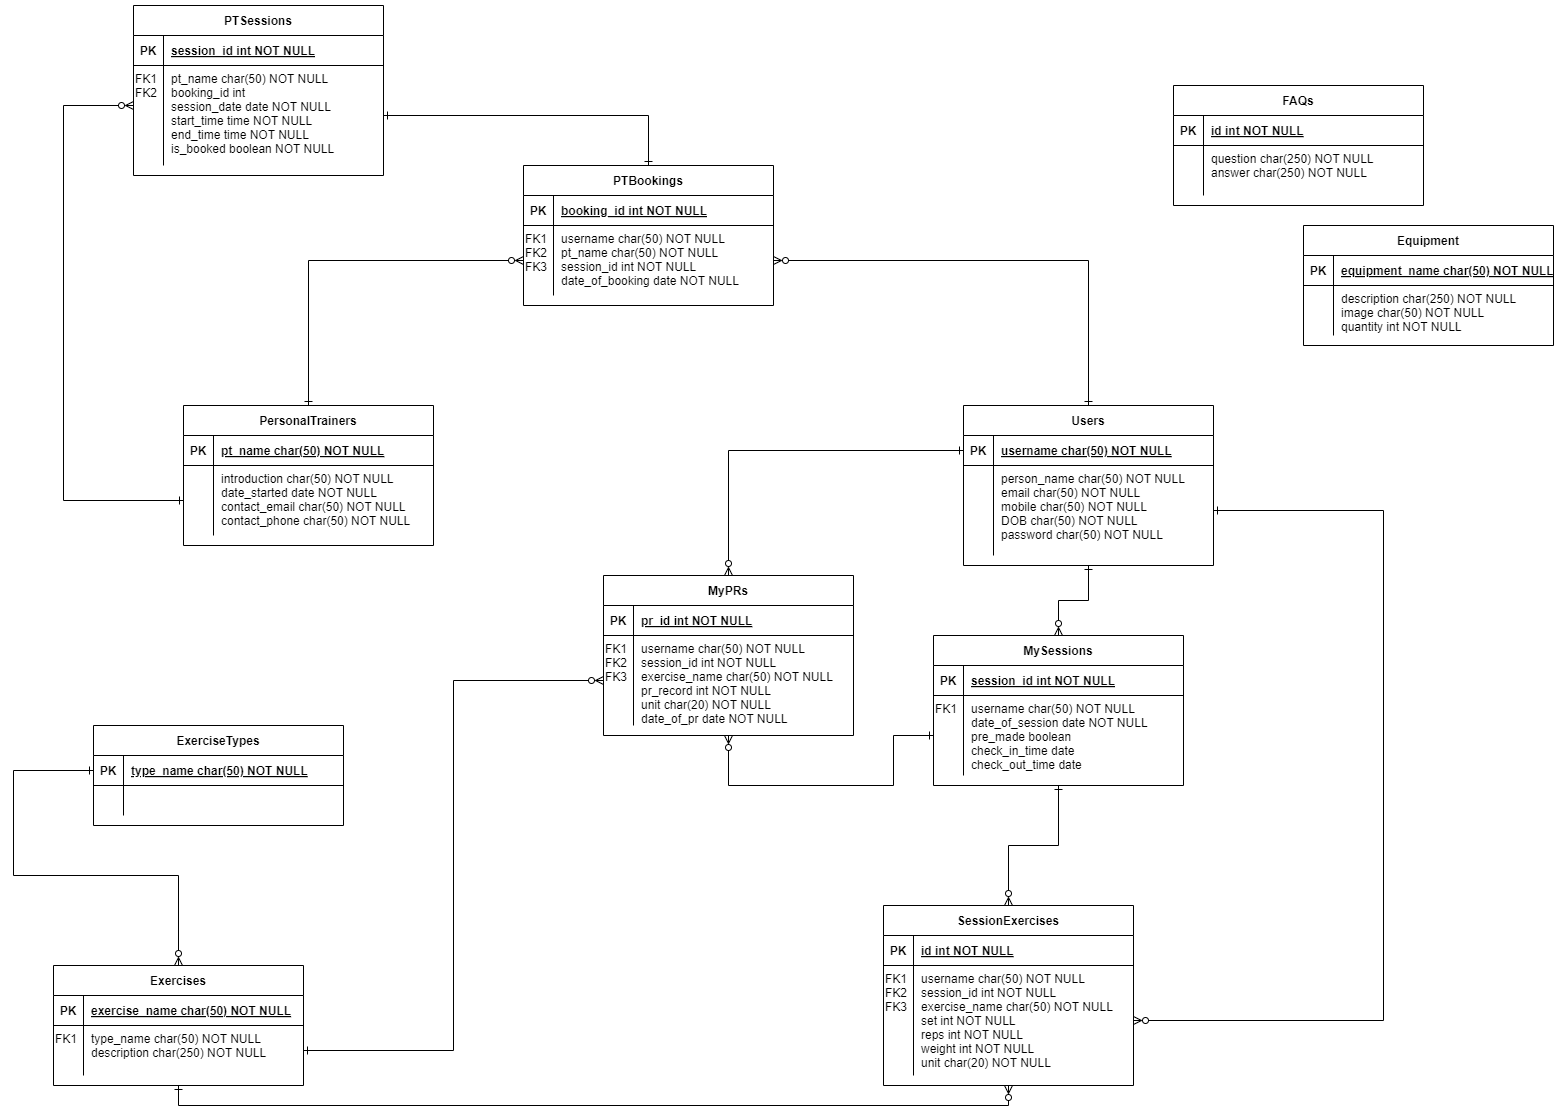 PTSessions
PK session_id int NOT NULL
FK1 pt_name char(50) NOT NULL
FK2 booking_id int
session_date date NOT NULL
start_time time NOT NULL
end_time time NOT NULL
is_booked boolean NOT NULL
FAQs
PK id int NOT NULL
question char(250) NOT NULL
answer char(250) NOT NULL
PTBookings
PK booking_id int NOT NULL
FK1 username char(50) NOT NULL
FK2 pt_name char(50) NOT NULL
FK3 session_id int NOT NULL
date_of_booking date NOT NULL
Equipment
PK equipment_name char(50) NOT NULL
description char(250) NOT NULL
image char(50) NOT NULL
quantity int NOT NULL
PersonalTrainers
PK pt_name char(50) NOT NULL
introduction char(50) NOT NULL
date_started date NOT NULL
contact_email char(50) NOT NULL
contact_phone char(50) NOT NULL
Users
PK username char(50) NOT NULL
person_name char(50) NOT NULL
email char(50) NOT NULL
mobile char(50) NOT NULL
DOB char(50) NOT NULL
password char(50) NOT NULL
MyPRs
PK pr_id int NOT NULL
FK1 username char(50) NOT NULL
FK2 session_id int NOT NULL
FK3 exercise_name char(50) NOT NULL
pr_record int NOT NULL
unit char(20) NOT NULL
date_of_pr date NOT NULL
MySessions
PK session_id int NOT NULL
FK1 username char(50) NOT NULL
date_of_session date NOT NULL
pre_made boolean
check_in_time date
check_out_time date
ExerciseTypes
PK type_name char(50) NOT NULL
SessionExercises
PK id int NOT NULL
FK1 username char(50) NOT NULL
FK2 session_id int NOT NULL
FK3 exercise_name char(50) NOT NULL
set int NOT NULL
reps int NOT NULL
weight int NOT NULL
unit char(20) NOT NULL
Exercises
PK exercise_name char(50) NOT NULL
FK1 type_name char(50) NOT NULL
description char(250) NOT NULL